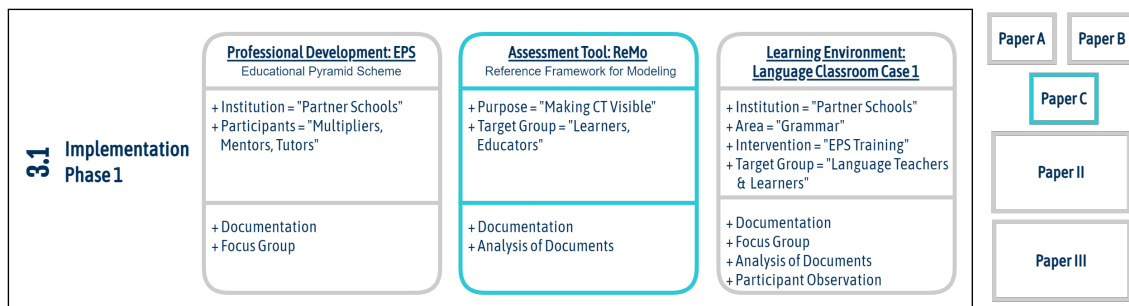 3.1 Implementation
Phase 1
Professional Development: EPS
Educational Pyramid Scheme
+ Institution = "Partner Schools"
+ Participants = "Multipliers,
Mentors, Tutors"
+ Documentation
+ Focus Group
Assessment Tool: ReMo
Reference Framework for Modeling
+ Purpose = "Making CT Visible"
+ Target Group = "Learners,
Educators"
+ Documentation
+ Analysis of Documents
Learning Environment:
Language Classroom Case 1
+ Institution = "Partner Schools"
+ Area = "Grammar"
+ Intervention = "EPS Training"
+ Target Group = "Language Teachers
& Learners"
+ Documentation
+ Focus Group
+ Analysis of Documents
+ Participant Observation
Paper A
Paper B
Paper C
Paper II
Paper III